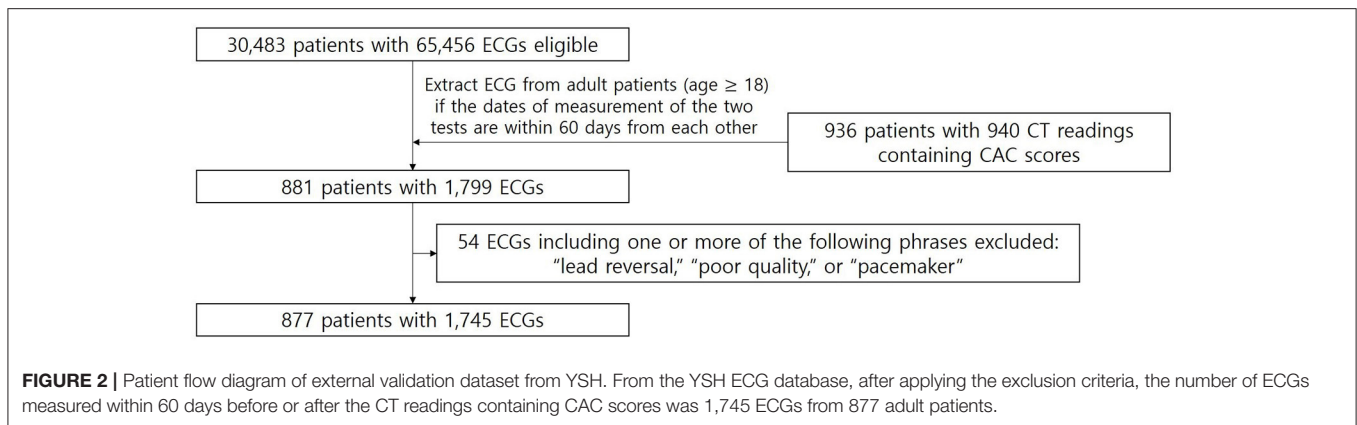 30,483 patients with 65,456 ECGs eligible
Extract ECG from adult patients (age ≥ 18)
if the dates of measurement of the two
tests are within 60 days from each other
936 patients with 940 CT readings
containing CAC scores
881 patients with 1,799 ECGs
54 ECGs including one or more of the following phrases excluded:
“lead reversal,” “poor quality,” or “pacemaker”
877 patients with 1,745 ECGs
FIGURE 2 | Patient flow diagram of external validation dataset from YSH. From the YSH ECG database, after applying the exclusion criteria, the number of ECGs
measured within 60 days before or after the CT readings containing CAC scores was 1,745 ECGs from 877 adult patients.